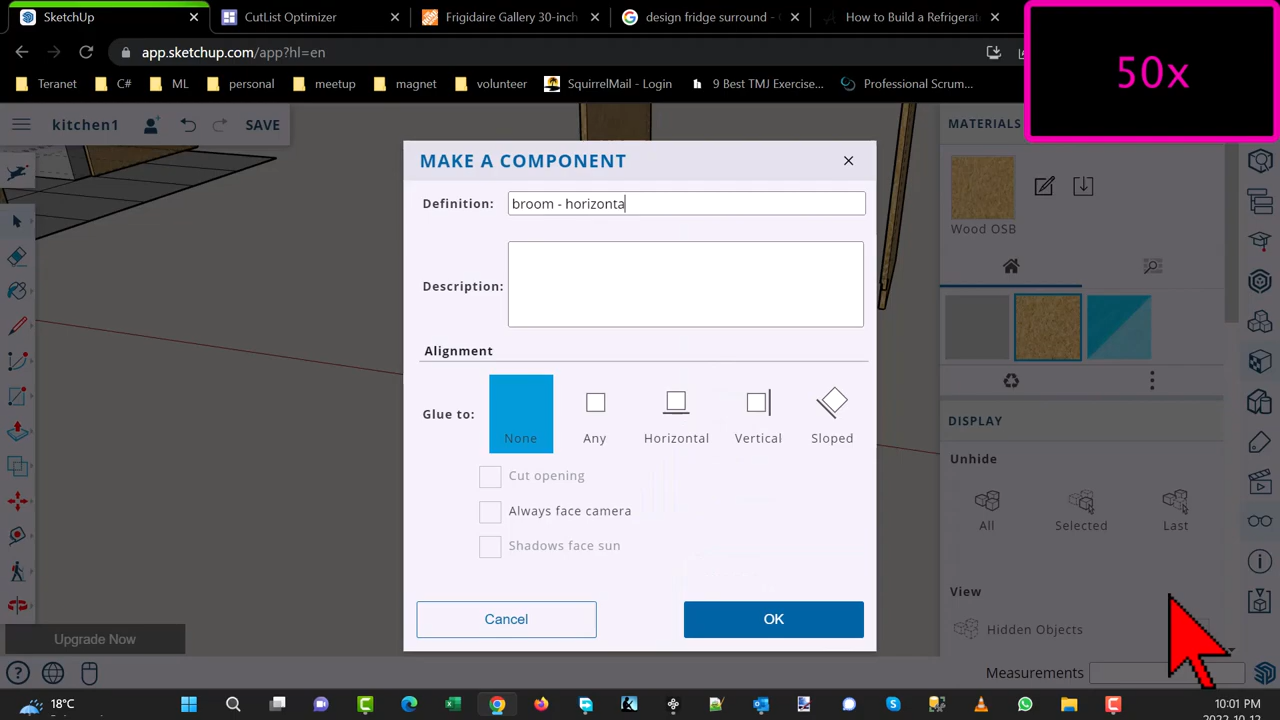 SketchUp
CutList Optimizer
Frigidaire Gallery 30-inch
design fridge surround -
How to Build a Refrigerat
app.sketchup.com/app?hl=en
Teranet
C#
ML
personal
meetup
magnet
volunteer
SquirrelMail - Login
9 Best TMJ Exercise...
Professional Scrum...
50x
kitchen1
SAVE
MATERIALS
Wood OSB
MAKE A COMPONENT
Definition:
broom - horizonta
Description:
Alignment
Glue to:
None
Any
Horizontal
Vertical
Sloped
Cut opening
Always face camera
Shadows face sun
Cancel
OK
DISPLAY
Unhide
All
Selected
Last
View
Hidden Objects
Upgrade Now
Measurements
18°C
10:01 PM